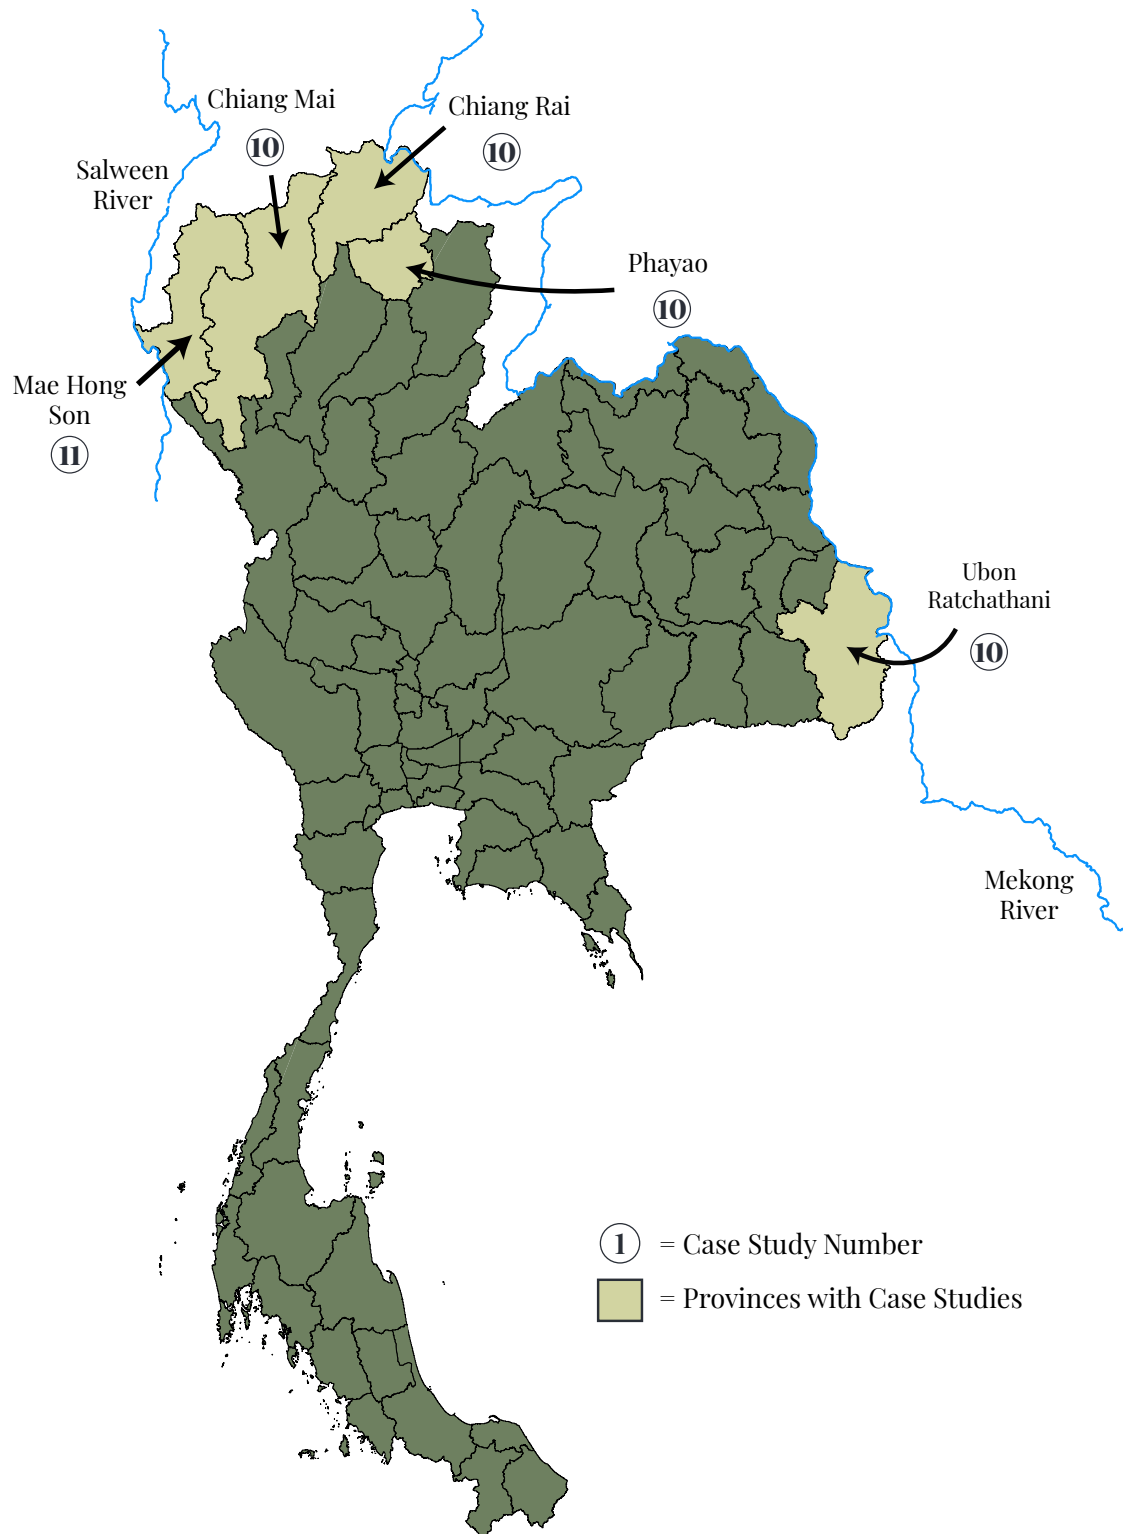 Chiang Mai
10
Chiang Rai
10
Salween
River
Phayao
10
Mae Hong
Son
11
Ubon
Ratchathani
10
Mekong
River
1 = Case Study Number
= Provinces with Case Studies